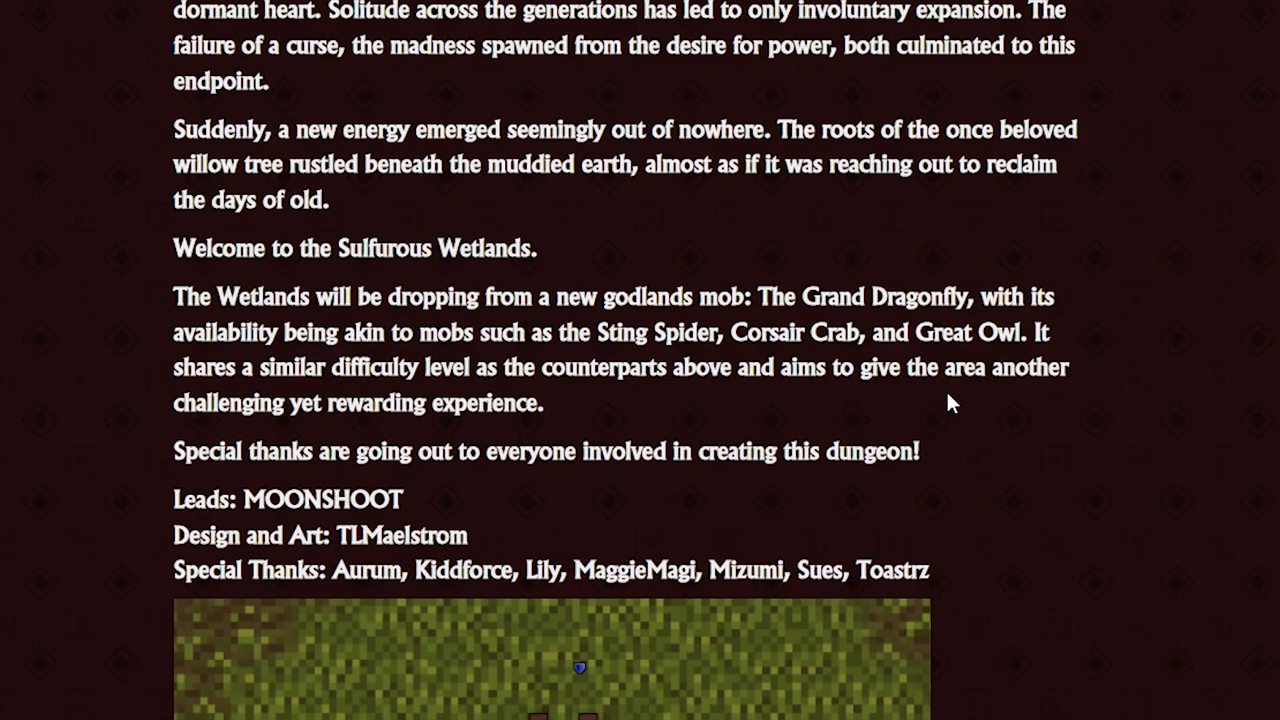 dormant heart. Solitude across the generations has led to only involuntary expansion. The
failure of a curse, the madness spawned from the desire for power, both culminated to this
endpoint.
Suddenly, a new energy emerged seemingly out of nowhere. The roots of the once beloved
willow tree rustled beneath the muddied earth, almost as if it was reaching out to reclaim
the days of old.
Welcome to the Sulfurous Wetlands.
The Wetlands will be dropping from a new godlands mob: The Grand Dragonfly, with its
availability being akin to mobs such as the Sting Spider, Corsair Crab, and Great Owl. It
shares a similar difficulty level as the counterparts above and aims to give the area another
challenging yet rewarding experience.
Special thanks are going out to everyone involved in creating this dungeon!
Leads: MOONSHOOT
Design and Art: TLMaelstrom
Special Thanks: Aurum, Kiddforce, Lily, MaggieMagi, Mizumi, Sues, Toastrz